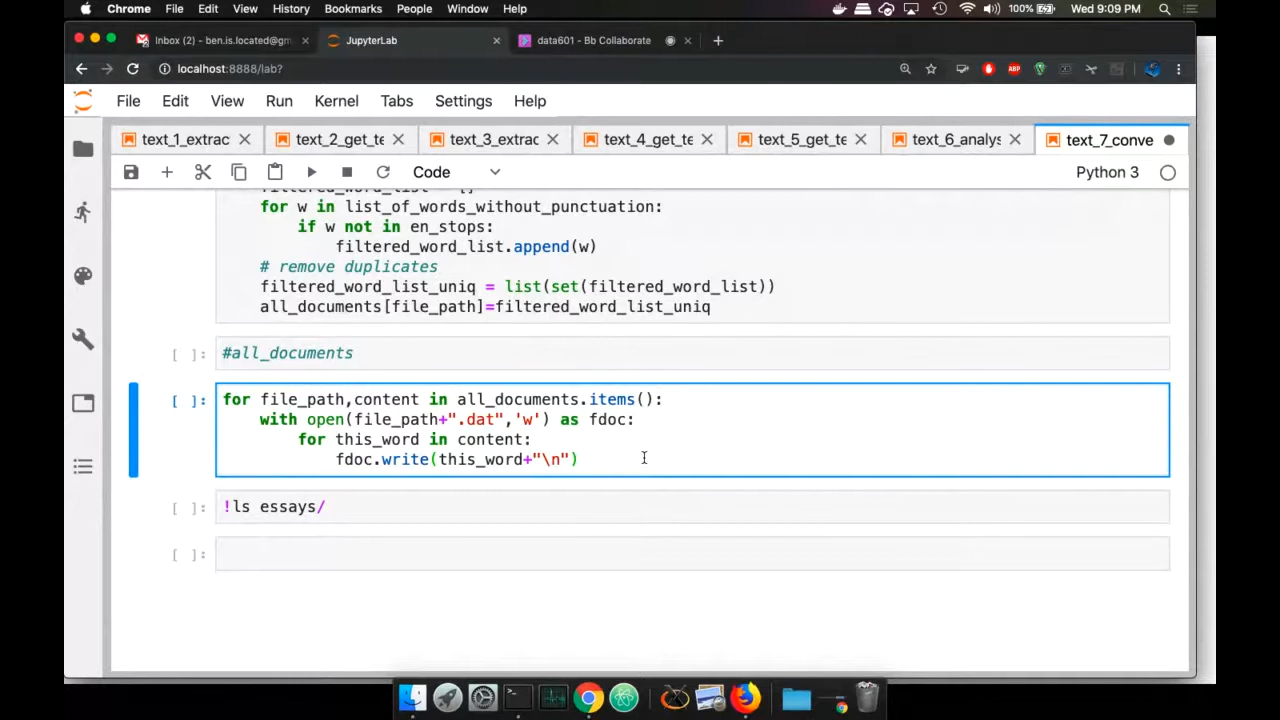 Chrome File Edit View History Bookmarks People Window Help 100% Wed 9:09 PM
Inbox (2) - ben.is.located@gm JupyterLab data601 - Bb Collaborate
localhost:8888/lab?
File Edit View Run Kernel Tabs Settings Help
text_1_extrac text_2_get_te text_3_extrac text_4_get_te text_5_get_te text_6_analys text_7_conve
Code Python 3
for w in list_of_words_without_punctuation:
if w not in en_stops:
filtered_word_list.append(w)
# remove duplicates
filtered_word_list_uniq = list(set(filtered_word_list))
all_documents[file_path]=filtered_word_list_uniq
[ ]: #all_documents
[ ]: for file_path,content in all_documents.items():
with open(file_path+".dat",'w') as fdoc:
for this_word in content:
fdoc.write(this_word+"\n")
[ ]: !ls essays/
[ ]: